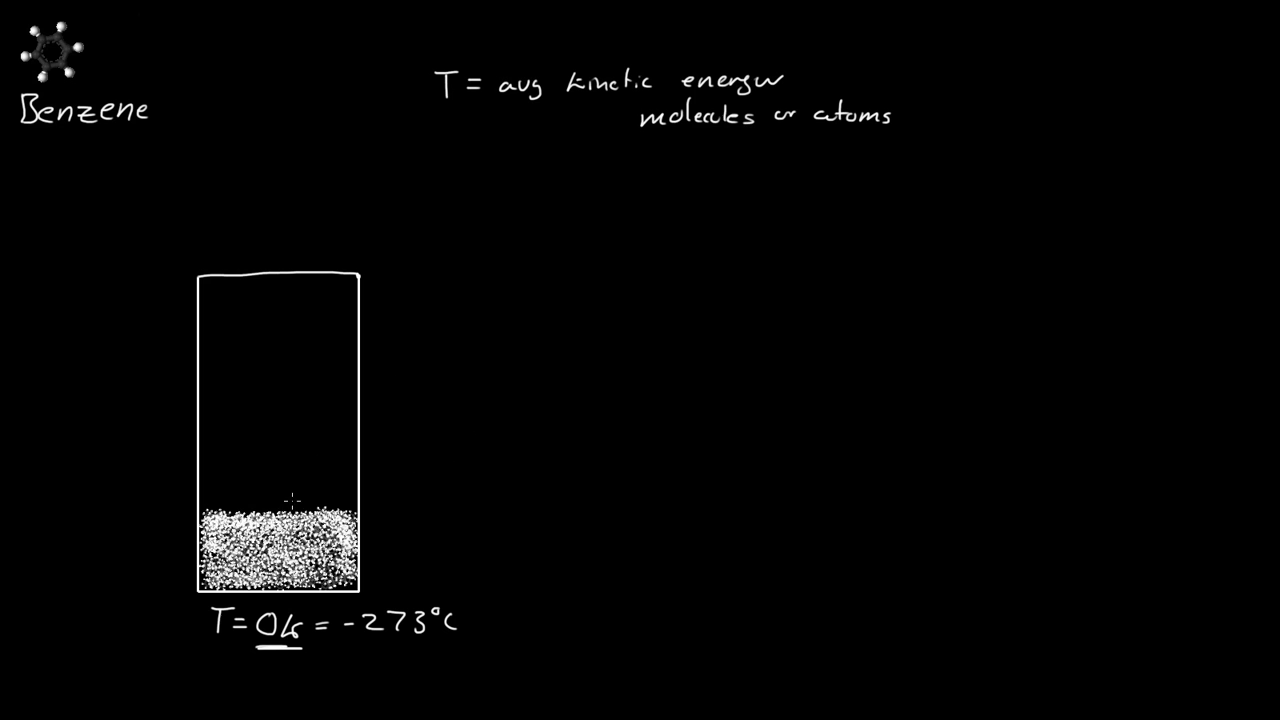 Benzene
T = avg kinetic energy
molecules or atoms
T = 0K = -273°C